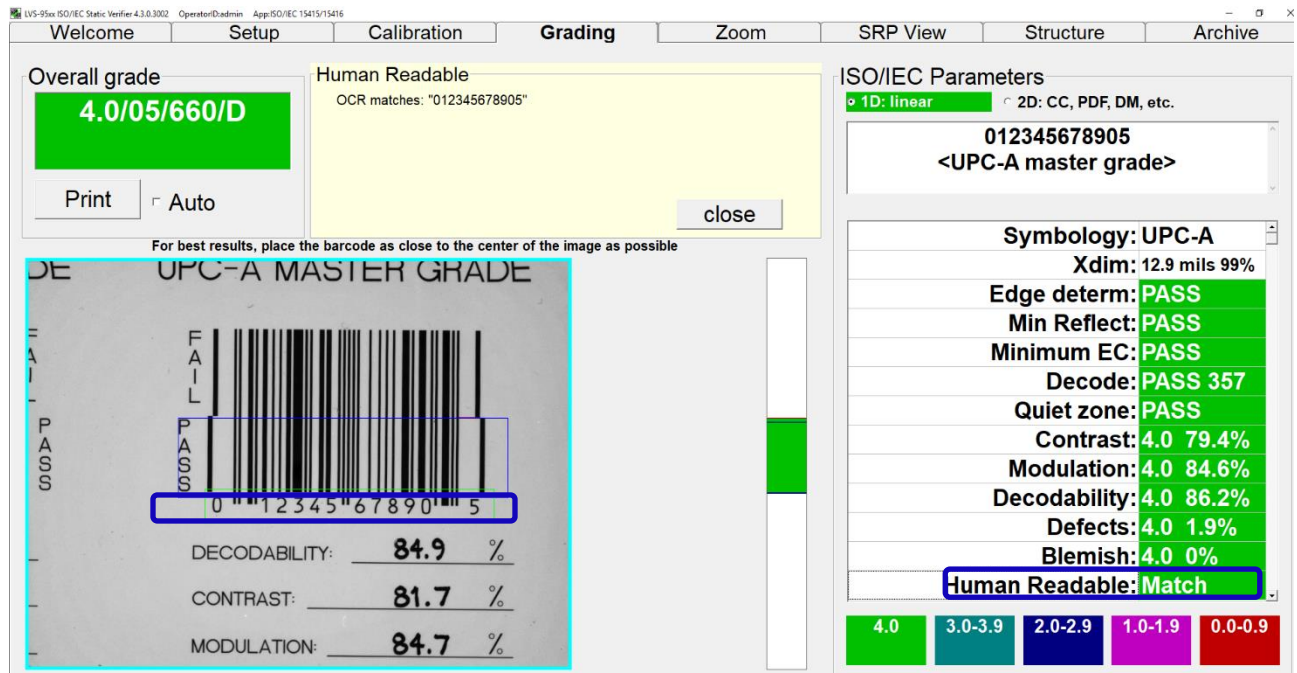 LVS-95xx ISO/IEC Static Verifier 4.3.0.3002 OperatorID:admin App:ISO/IEC 15415/15416
Welcome Setup Calibration Grading Zoom SRP View Structure Archive
Overall grade
4.0/05/660/D
Print Auto
Human Readable
OCR matches: "012345678905"
close
For best results, place the barcode as close to the center of the image as possible
DE UPC-A MASTER GRADE
FAIL
FAIL
PASS
PASS
0 12345 67890 5
DECODABILITY: 84.9 %
CONTRAST: 81.7 %
MODULATION: 84.7 %
ISO/IEC Parameters
1D: linear 2D: CC, PDF, DM, etc.
012345678905
<UPC-A master grade>
Symbology: UPC-A
Xdim: 12.9 mils 99%
Edge determ: PASS
Min Reflect: PASS
Minimum EC: PASS
Decode: PASS 357
Quiet zone: PASS
Contrast: 4.0 79.4%
Modulation: 4.0 84.6%
Decodability: 4.0 86.2%
Defects: 4.0 1.9%
Blemish: 4.0 0%
Human Readable: Match
4.0 3.0-3.9 2.0-2.9 1.0-1.9 0.0-0.9